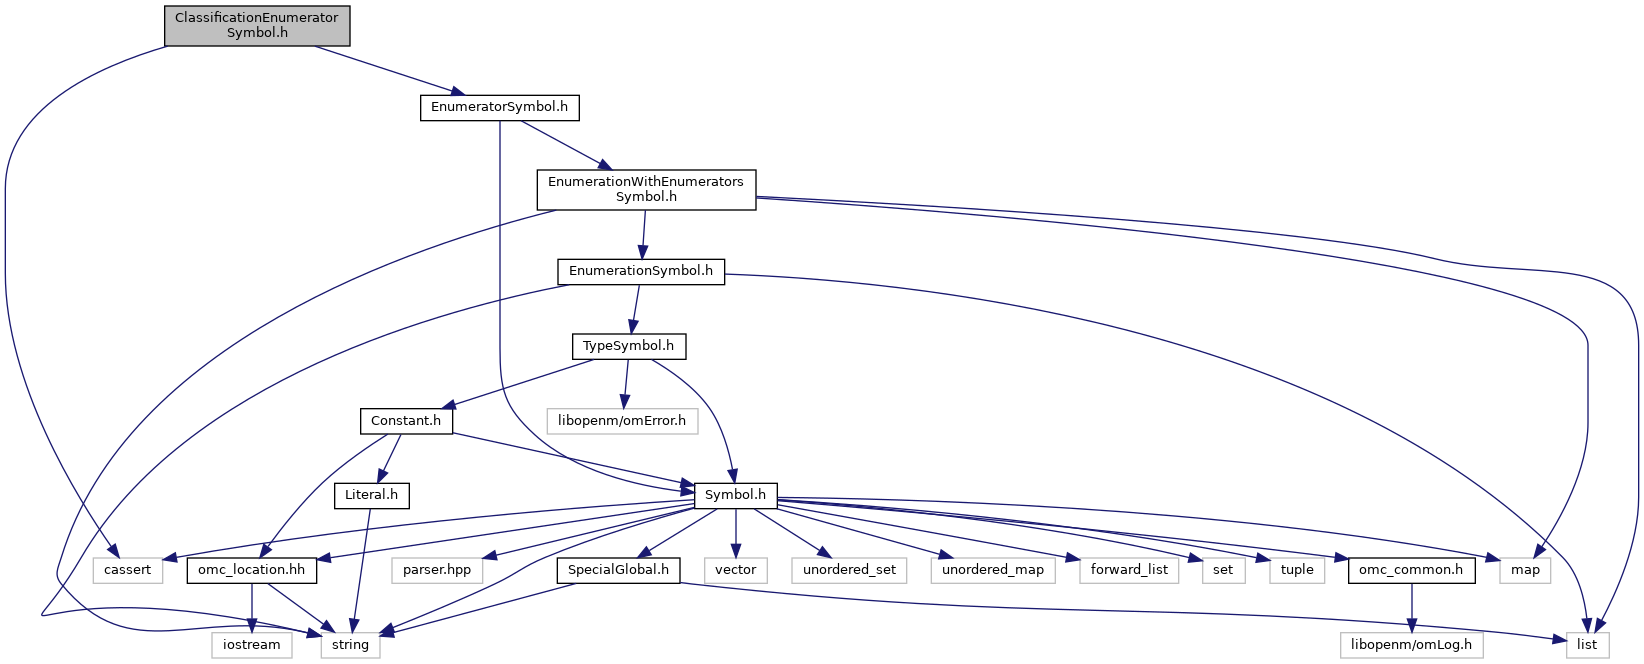 ClassificationEnumerator
Symbol.h
EnumeratorSymbol.h
EnumerationWithEnumerators
Symbol.h
EnumerationSymbol.h
TypeSymbol.h
Constant.h
libopenm/omError.h
Literal.h
Symbol.h
cassert
omc_location.hh
parser.hpp
SpecialGlobal.h
vector
unordered_set
unordered_map
forward_list
set
tuple
omc_common.h
map
iostream
string
libopenm/omLog.h
list